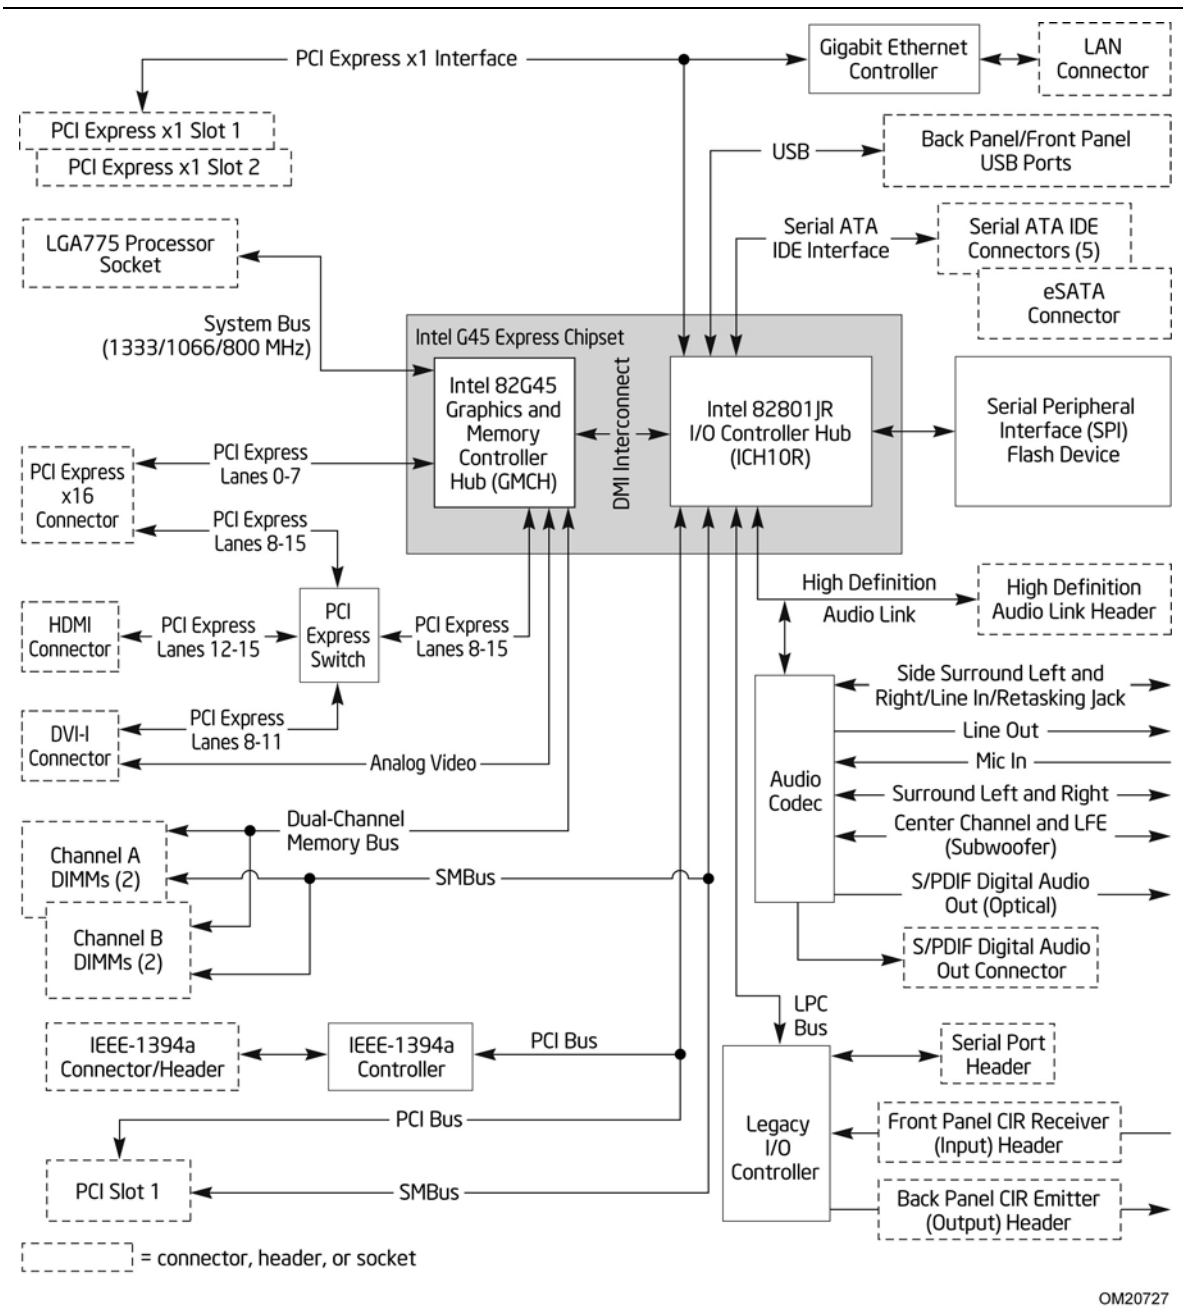 PCI Express x1 Interface
Gigabit Ethernet
Controller
LAN
Connector
PCI Express x1 Slot 1
PCI Express x1 Slot 2
USB
Back Panel/Front Panel
USB Ports
LGA775 Processor
Socket
Serial ATA
IDE Interface
Serial ATA IDE
Connectors (5)
eSATA
Connector
System Bus
(1333/1066/800 MHz)
Intel G45 Express Chipset
Intel 82G45
Graphics and
Memory
Controller
Hub (GMCH)
DMI Interconnect
Intel 82801JR
I/O Controller Hub
(ICH10R)
Serial Peripheral
Interface (SPI)
Flash Device
PCI Express
x16
Connector
PCI Express
Lanes 0-7
PCI Express
Lanes 8-15
HDMI
Connector
PCI Express
Lanes 12-15
PCI
Express
Switch
PCI Express
Lanes 8-15
High Definition
Audio Link
High Definition
Audio Link Header
DVI-I
Connector
PCI Express
Lanes 8-11
Analog Video
Audio
Codec
Side Surround Left and
Right/Line In/Retasking Jack
Line Out
Mic In
Surround Left and Right
Center Channel and LFE
(Subwoofer)
S/PDIF Digital Audio
Out (Optical)
S/PDIF Digital Audio
Out Connector
Dual-Channel
Memory Bus
Channel A
DIMMs (2)
SMBus
Channel B
DIMMs (2)
LPC
Bus
IEEE-1394a
Connector/Header
IEEE-1394a
Controller
PCI Bus
Serial Port
Header
PCI Bus
Legacy
I/O
Controller
Front Panel CIR Receiver
(Input) Header
PCI Slot 1
SMBus
Back Panel CIR Emitter
(Output) Header
= connector, header, or socket
OM20727